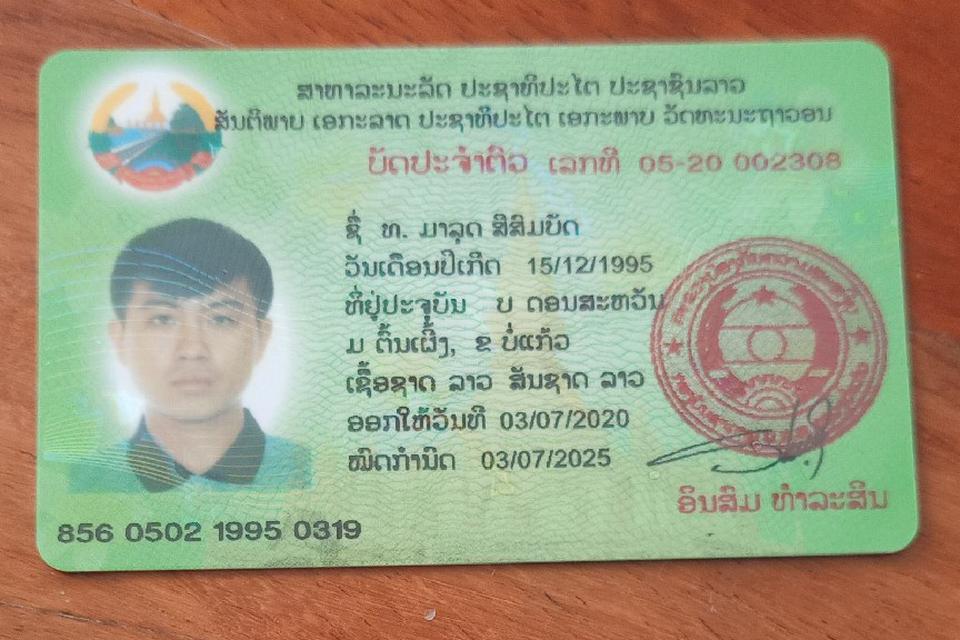 ສາທາລະນະລັດ ປະຊາທິປະໄຕ ປະຊາຊົນລາວ
ສັນຕິພາບ ເອກະລາດ ປະຊາທິປະໄຕ ເອກະພາບ ວັດທະນະຖາວອນ
ບັດປະຈຳຕົວ ເລກທີ 05-20 002308
ຊື່ ທ. ມາລຸດ ສີສົມບັດ
ວັນເດືອນປີເກີດ 15/12/1995
ທີ່ຢູ່ປະຈຸບັນ ບ ດອນສະຫວັນ
ມ ຕົ້ນເຜິ້ງ, ຂ ບໍ່ແກ້ວ
ເຊື້ອຊາດ ລາວ ສັນຊາດ ລາວ
ອອກໃຫ້ວັນທີ 03/07/2020
ໝົດກຳນົດ 03/07/2025
ອິນສົມ ທຳລະສິນ
856 0502 1995 0319